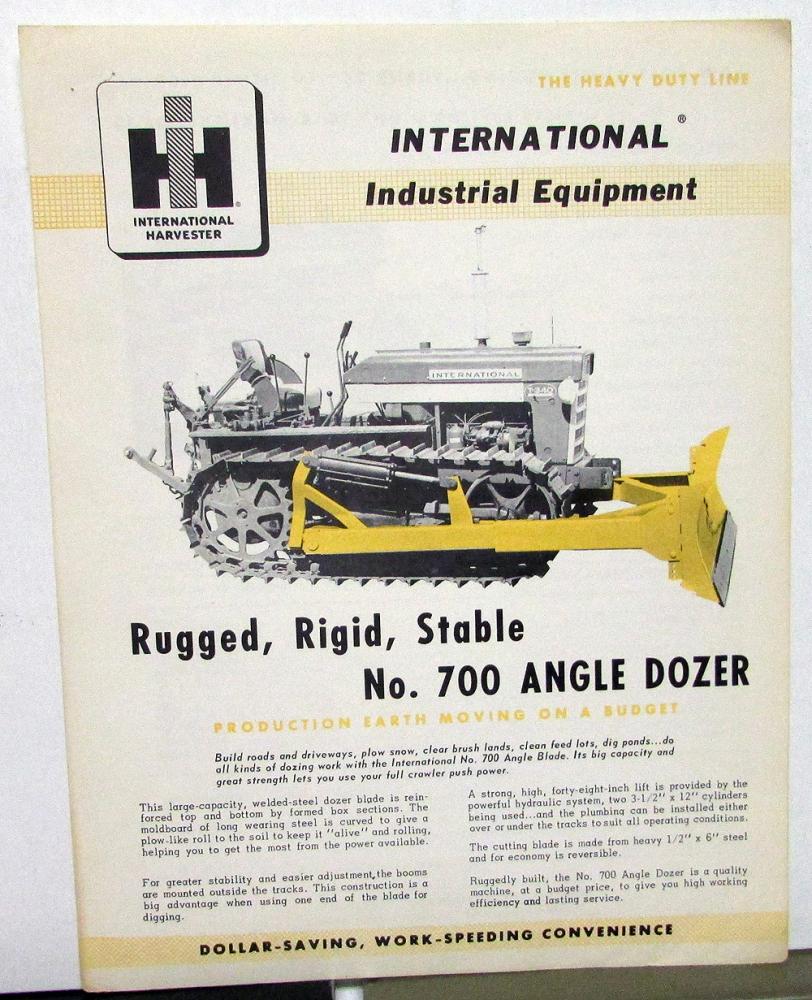 THE HEAVY DUTY LINE
INTERNATIONAL®
Industrial Equipment
IH®
INTERNATIONAL
HARVESTER
INTERNATIONAL
T-340
Rugged, Rigid, Stable
No. 700 ANGLE DOZER
PRODUCTION EARTH MOVING ON A BUDGET
Build roads and driveways, plow snow, clear brush lands, clean feed lots, dig ponds...do
all kinds of dozing work with the International No. 700 Angle Blade. Its big capacity and
great strength lets you use your full crawler push power.
This large-capacity, welded-steel dozer blade is rein-
forced top and bottom by formed box sections. The
moldboard of long wearing steel is curved to give a
plow-like roll to the soil to keep it "alive" and rolling,
helping you to get the most from the power available.
For greater stability and easier adjustment, the booms
are mounted outside the tracks. This construction is a
big advantage when using one end of the blade for
digging.
A strong, high, forty-eight-inch lift is provided by the
powerful hydraulic system, two 3-1/2" x 12" cylinders
being used...and the plumbing can be installed either
over or under the tracks to suit all operating conditions.
The cutting blade is made from heavy 1/2" x 6" steel
and for economy is reversible.
Ruggedly built, the No. 700 Angle Dozer is a quality
machine, at a budget price, to give you high working
efficiency and lasting service.
DOLLAR-SAVING, WORK-SPEEDING CONVENIENCE